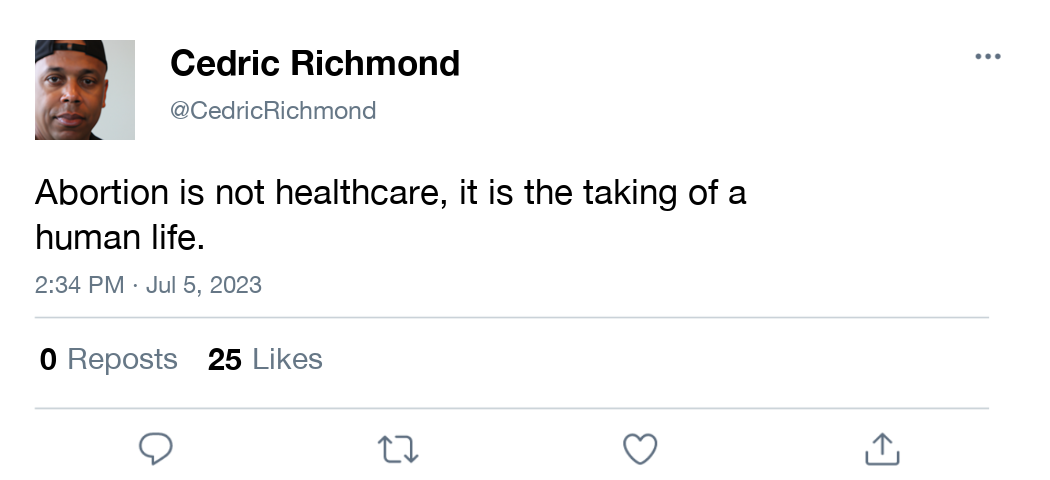 Cedric Richmond
@CedricRichmond
Abortion is not healthcare, it is the taking of a
human life.
2:34 PM · Jul 5, 2023
0 Reposts 25 Likes